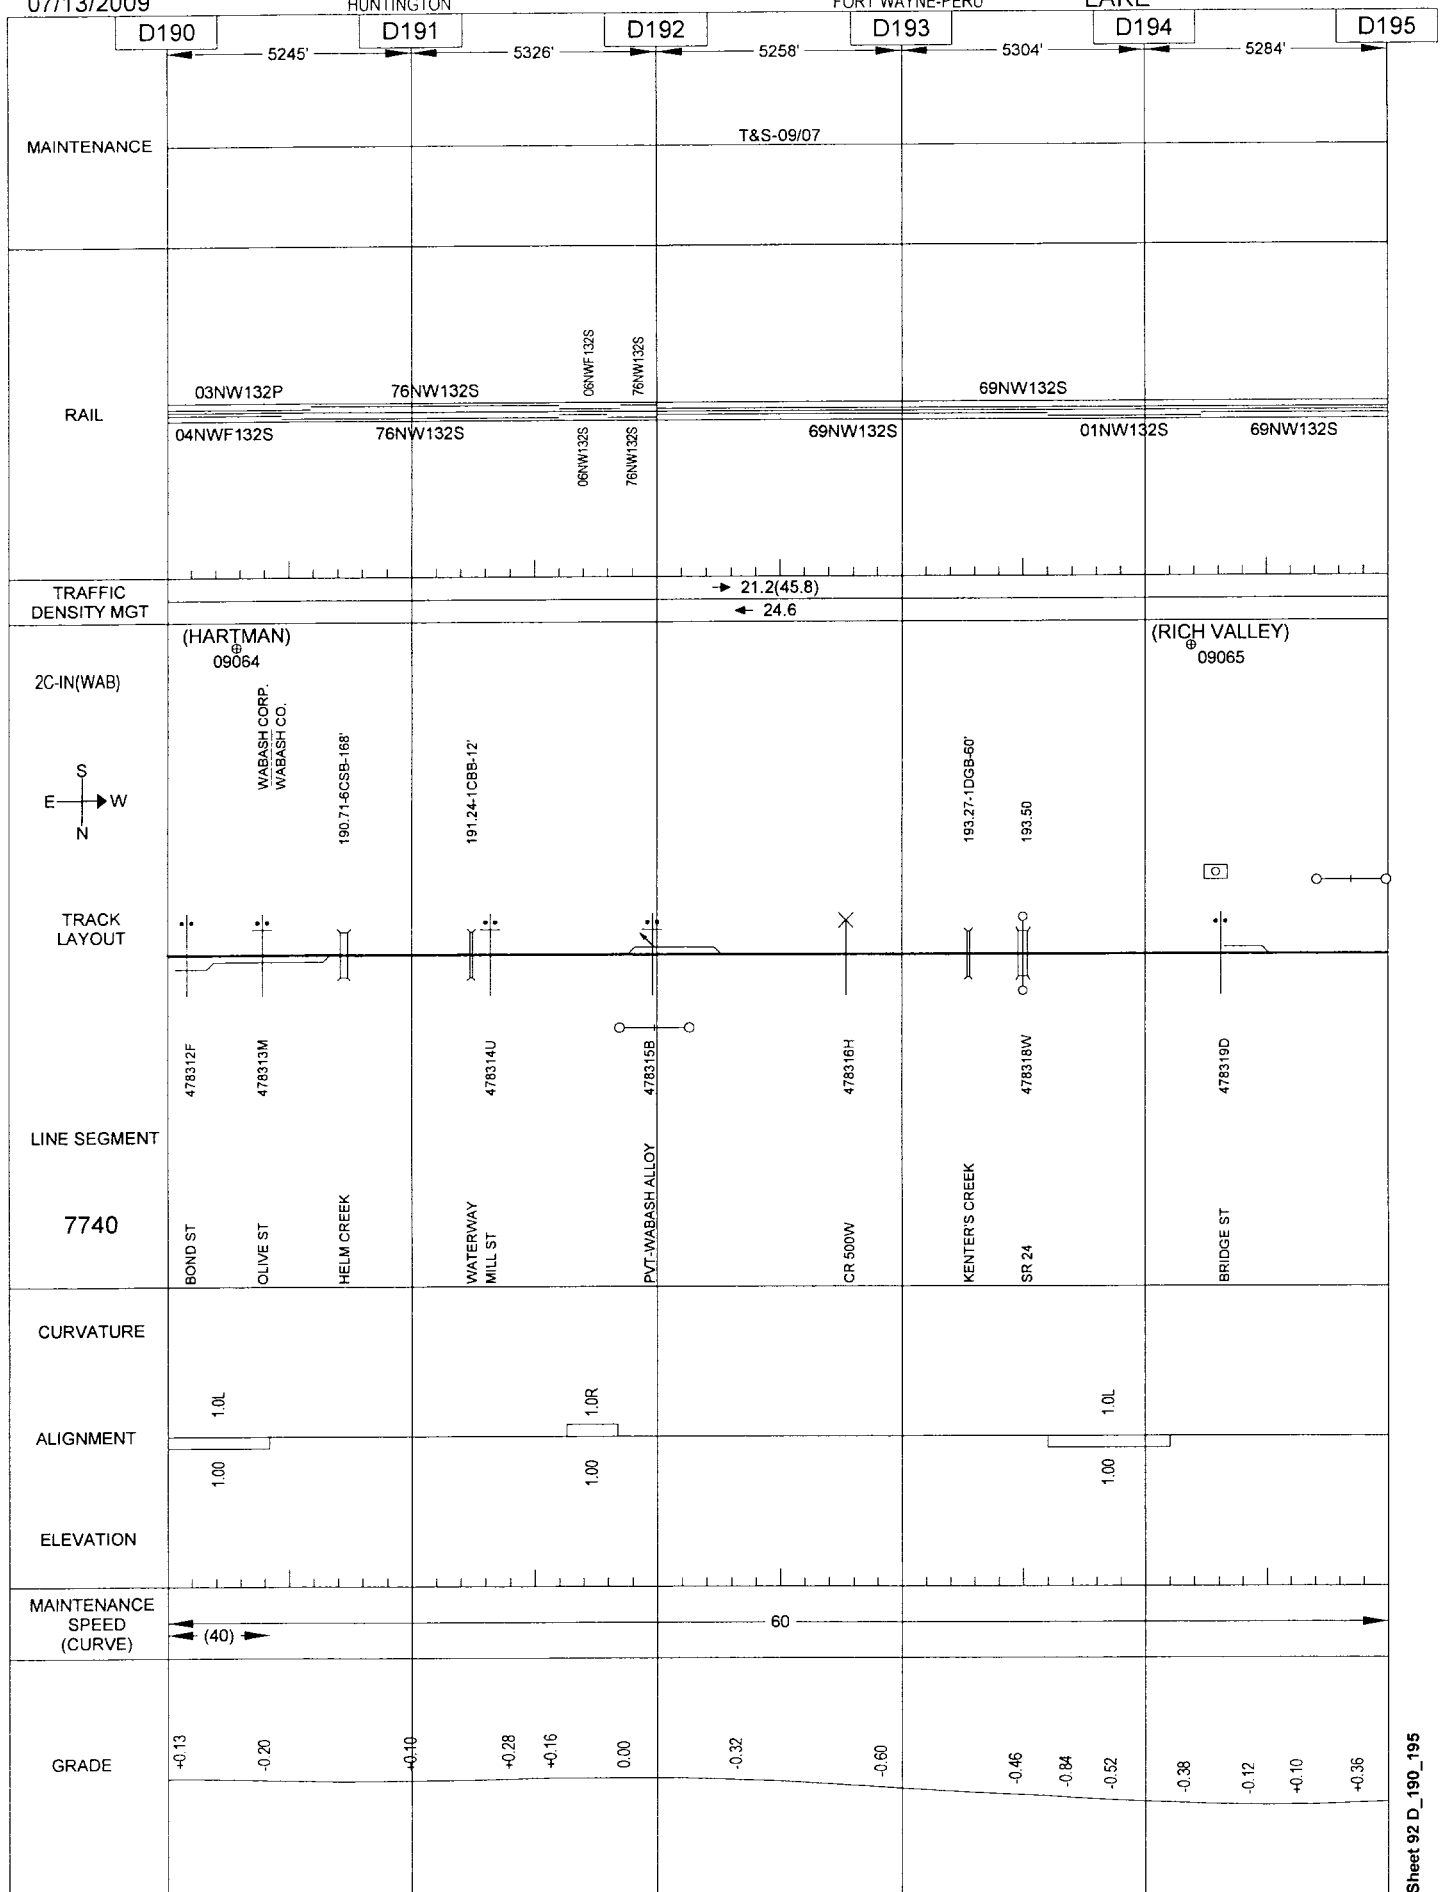 07/13/2009 HUNTINGTON FORT WAYNE-PERU LAKE
D190 D191 D192 D193 D194 D195
5245' 5326' 5258' 5304' 5284'
MAINTENANCE
T&S-09/07
RAIL
06NWF132S
76NW132S
03NW132P 76NW132S 69NW132S
04NWF132S 76NW132S 69NW132S 01NW132S 69NW132S
06NW132S
76NW132S
TRAFFIC
DENSITY MGT
21.2(45.8)
24.6
(HARTMAN)
09064
(RICH VALLEY)
09065
2C-IN(WAB)
WABASH CORP.
WABASH CO.
190.71-6CSB-168'
191.24-1CBB-12'
193.27-1DGB-60'
193.50
S
E W
N
TRACK
LAYOUT
478312F
478313M
478314U
478315B
478316H
478318W
478319D
LINE SEGMENT
7740
BOND ST
OLIVE ST
HELM CREEK
WATERWAY
MILL ST
PVT-WABASH ALLOY
CR 500W
KENTER'S CREEK
SR 24
BRIDGE ST
CURVATURE
1.0L 1.0R 1.0L
ALIGNMENT
1.00 1.00 1.00
ELEVATION
MAINTENANCE
SPEED
(CURVE)
60
(40)
GRADE
+0.13 -0.20 +0.10 +0.28 +0.16 0.00 -0.32 -0.60 -0.46 -0.84 -0.52 -0.38 -0.12 +0.10 +0.36
Sheet 92 D_190_195